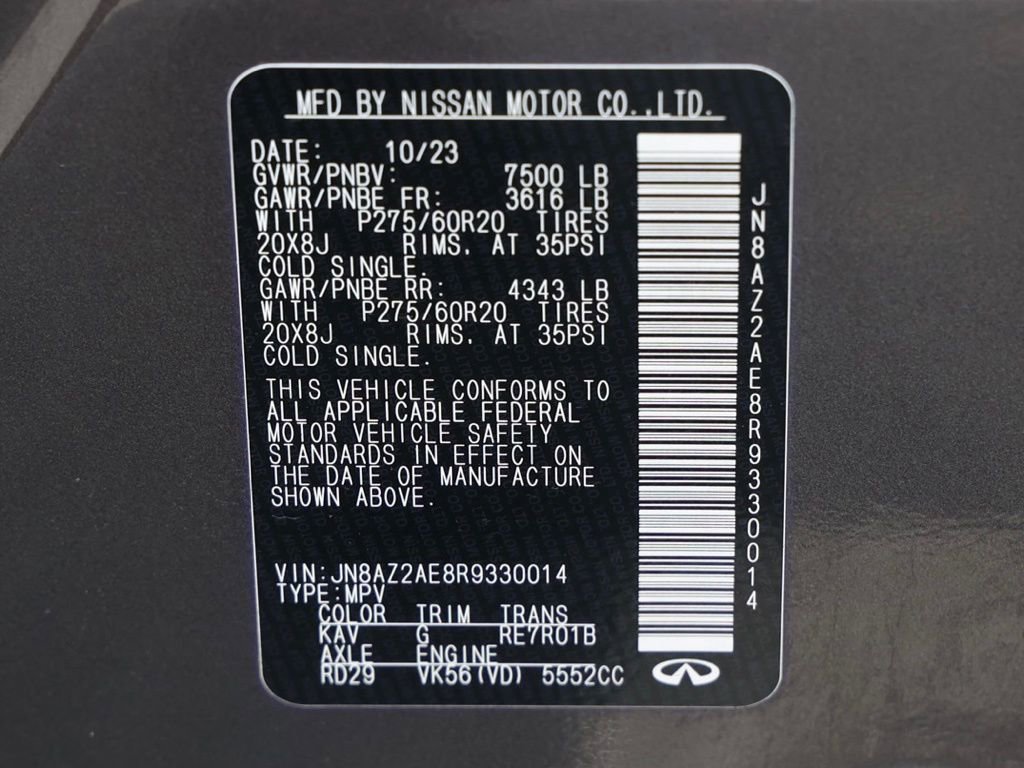 MFD BY NISSAN MOTOR CO.,LTD.
DATE: 10/23
GVWR/PNBV: 7500 LB
GAWR/PNBE FR: 3616 LB
WITH P275/60R20 TIRES
20X8J RIMS. AT 35PSI
COLD SINGLE.
GAWR/PNBE RR: 4343 LB
WITH P275/60R20 TIRES
20X8J RIMS. AT 35PSI
COLD SINGLE.
THIS VEHICLE CONFORMS TO
ALL APPLICABLE FEDERAL
MOTOR VEHICLE SAFETY
STANDARDS IN EFFECT ON
THE DATE OF MANUFACTURE
SHOWN ABOVE.
VIN:JN8AZ2AE8R9330014
TYPE:MPV
COLOR TRIM TRANS
KAV G RE7R01B
AXLE ENGINE
RD29 VK56(VD) 5552CC
JN8AZ2AE8R9330014